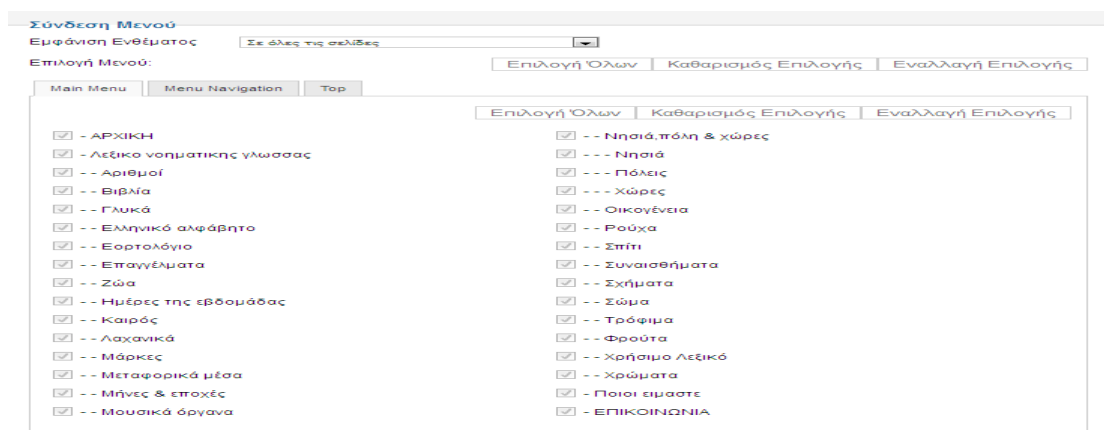 Σύνδεση Μενού
Εμφάνιση Ενθέματος Σε όλες τις σελίδες
Επιλογή Μενού: Επιλογή Όλων Καθαρισμός Επιλογής Εναλλαγή Επιλογής
Main Menu Menu Navigation Top
Επιλογή Όλων Καθαρισμός Επιλογής Εναλλαγή Επιλογής
- ΑΡΧΙΚΗ
- Λεξικο νοηματικης γλωσσας
- - Αριθμοί
- - Βιβλία
- - Γλυκά
- - Ελληνικό αλφάβητο
- - Εορτολόγιο
- - Επαγγέλματα
- - Ζώα
- - Ημέρες της εβδομάδας
- - Καιρός
- - Λαχανικά
- - Μάρκες
- - Μεταφορικά μέσα
- - Μήνες & εποχές
- - Μουσικά όργανα
- - Νησιά,πόλη & χώρες
- - - Νησιά
- - - Πόλεις
- - - Χώρες
- - Οικογένεια
- - Ρούχα
- - Σπίτι
- - Συναισθήματα
- - Σχήματα
- - Σώμα
- - Τρόφιμα
- - Φρούτα
- - Χρήσιμο Λεξικό
- - Χρώματα
- Ποιοι ειμαστε
- ΕΠΙΚΟΙΝΩΝΙΑ